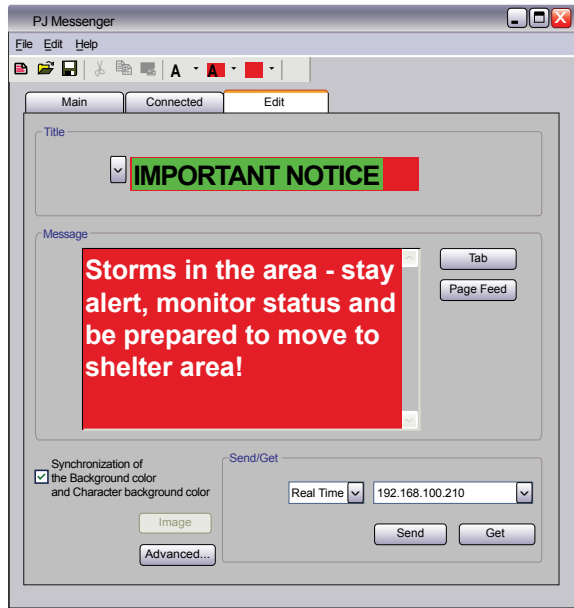 PJ Messenger
File Edit Help
A A
Main Connected Edit
Title
IMPORTANT NOTICE
Message
Storms in the area - stay
alert, monitor status and
be prepared to move to
shelter area!
Tab
Page Feed
Synchronization of
the Background color
and Character background color
Image
Advanced...
Send/Get
Real Time 192.168.100.210
Send Get